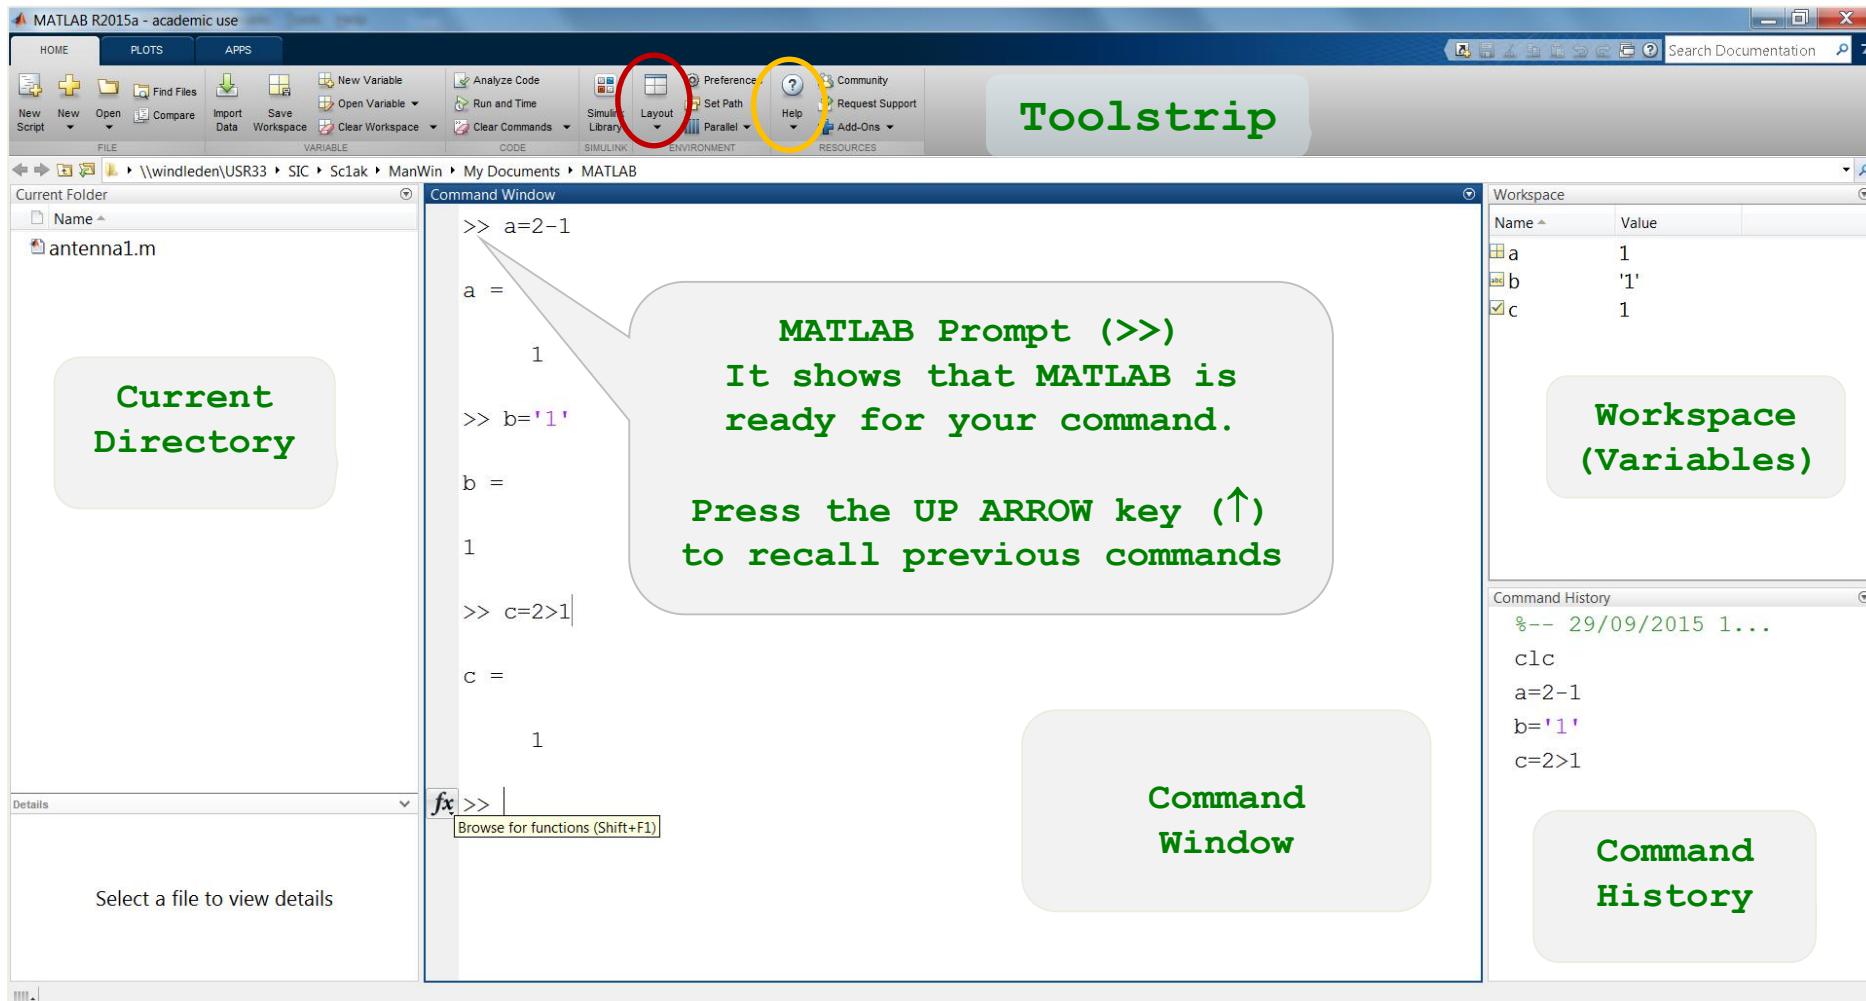 MATLAB R2015a - academic use
HOME PLOTS APPS
Search Documentation
New Script
New
Open
Find Files
Compare
Import Data
Save Workspace
New Variable
Open Variable
Clear Workspace
Analyze Code
Run and Time
Clear Commands
Simulink Library
Layout
Preferences
Set Path
Parallel
Help
Community
Request Support
Add-Ons
FILE VARIABLE CODE SIMULINK ENVIRONMENT RESOURCES
Toolstrip
\\windleden\USR33 SIC Sc1ak ManWin My Documents MATLAB
Current Folder
Name
antenna1.m
Current
Directory
Details
Select a file to view details
Command Window
>> a=2-1
a =
1
>> b='1'
b =
1
>> c=2>1
c =
1
fx >>
Browse for functions (Shift+F1)
MATLAB Prompt (>>)
It shows that MATLAB is
ready for your command.
Press the UP ARROW key (↑)
to recall previous commands
Command
Window
Workspace
Name Value
a 1
b '1'
c 1
Workspace
(Variables)
Command History
%-- 29/09/2015 1...
clc
a=2-1
b='1'
c=2>1
Command
History